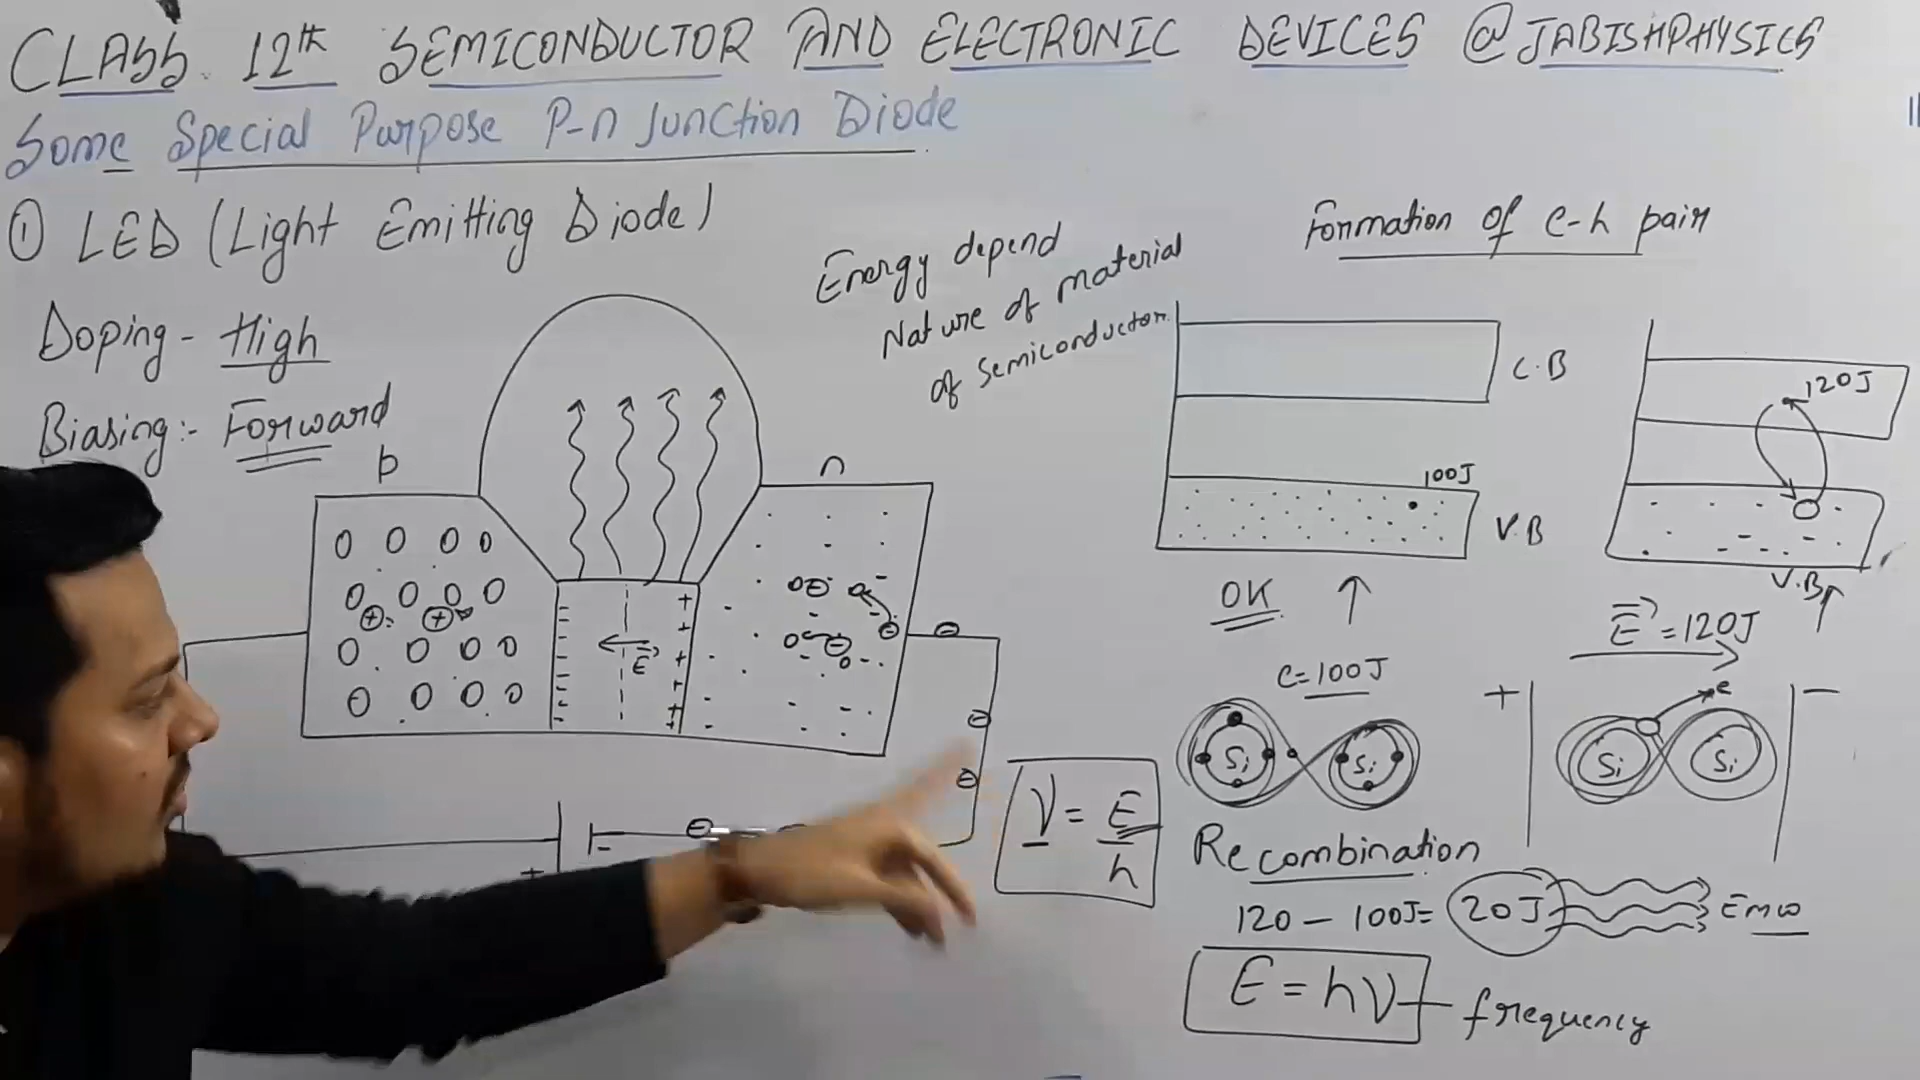 CLASS 12th SEMICONDUCTOR AND ELECTRONIC DEVICES @JABISHPHYSICS
Some Special Purpose P-n Junction Diode
① LED (Light Emitting Diode)
Doping - High
Biasing:- Forward
p
n
E⃗
+
-
Energy depend
Nature of material
of Semiconductor.
ν = E/h
Formation of e-h pair
C.B
100J
V.B
OK
120J
V.B
E⃗ = 120J
e=100J
Si Si
+ e -
Si Si
Recombination
120 - 100J = 20J EMW
E = hν frequency